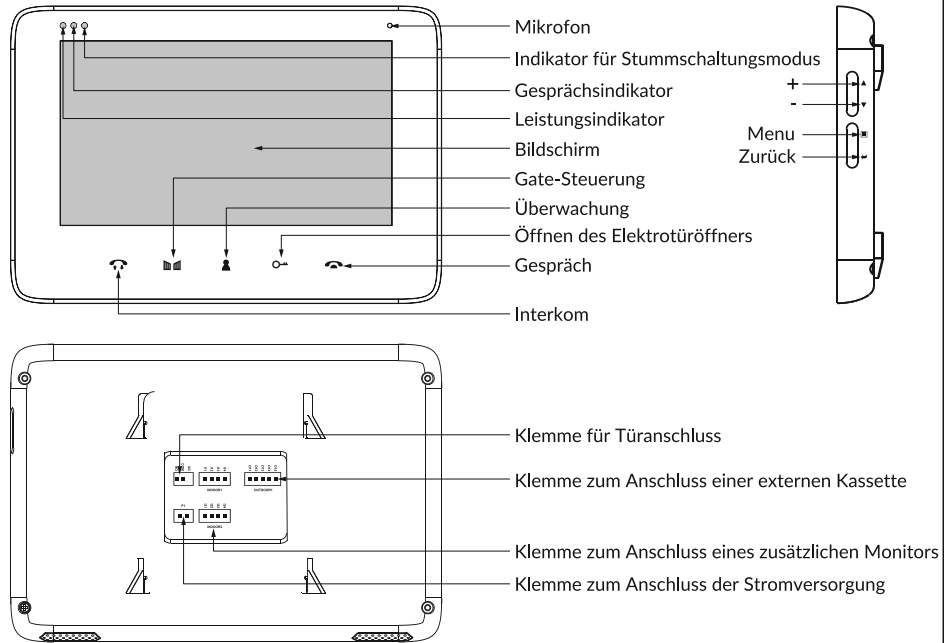 Mikrofon
Indikator für Stummschaltungsmodus
Gesprächsindikator
Leistungsindikator
Bildschirm
Gate-Steuerung
Überwachung
Öffnen des Elektrotüröffners
Gespräch
Interkom
+
-
Menu
Zurück
Klemme für Türanschluss
Klemme zum Anschluss einer externen Kassette
INDOOR1
OUTDOOR1
INDOOR2
Klemme zum Anschluss eines zusätzlichen Monitors
Klemme zum Anschluss der Stromversorgung